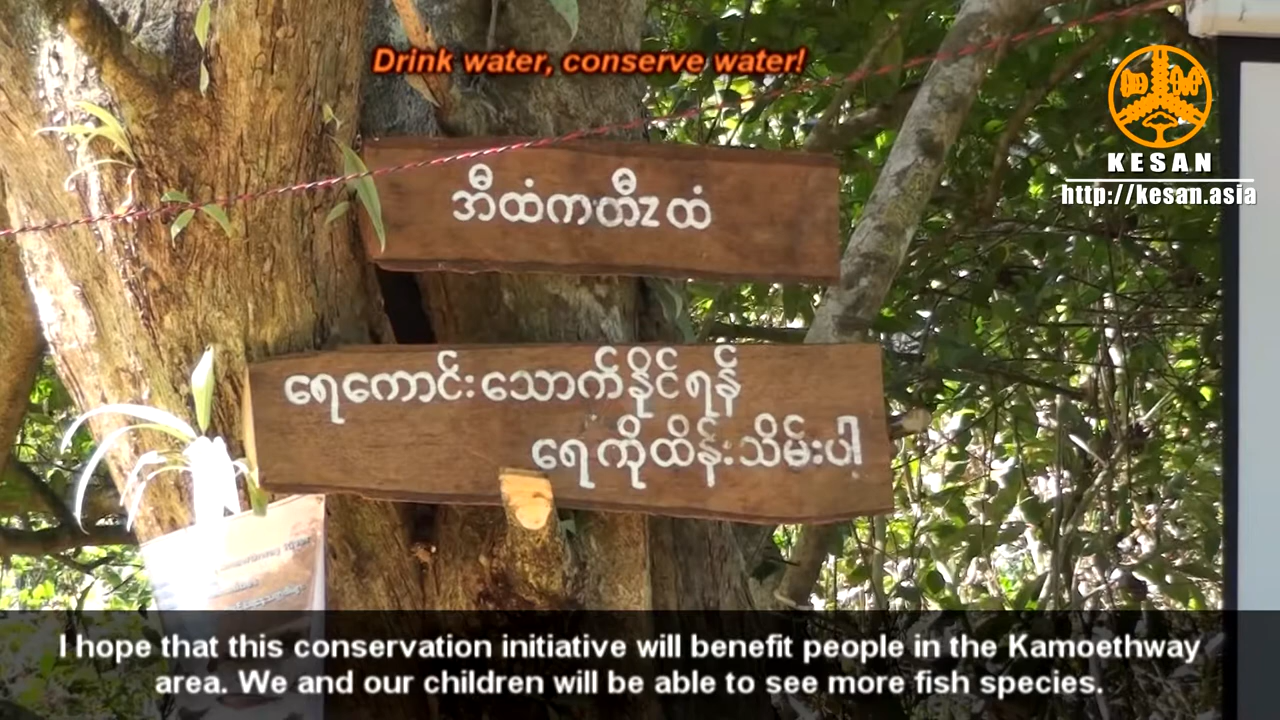 Drink water, conserve water!
KESAN
http://kesan.asia
အီထံကတီၢထံ
ရေကောင်းသောက်နိုင်ရန်
ရေကိုထိန်းသိမ်းပါ
I hope that this conservation initiative will benefit people in the Kamoethway
area. We and our children will be able to see more fish species.